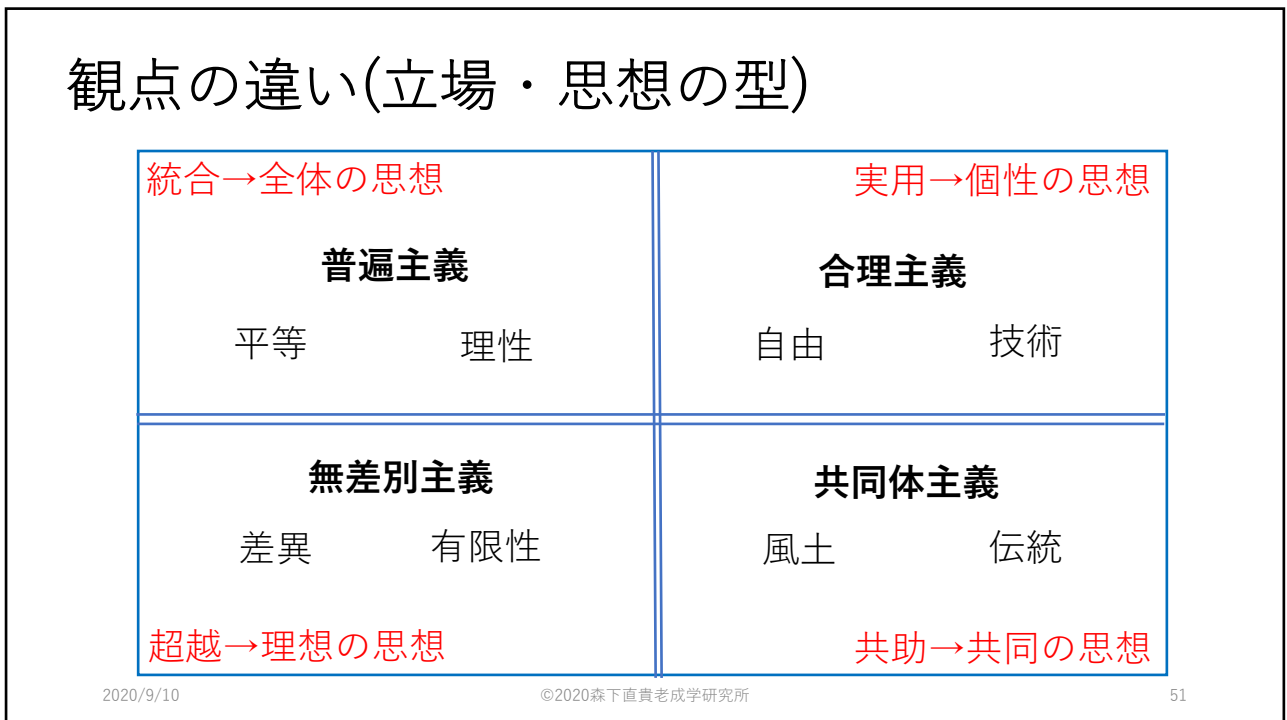 観点の違い(立場・思想の型)
統合→全体の思想
普遍主義
平等 理性
実用→個性の思想
合理主義
自由 技術
無差別主義
差異 有限性
超越→理想の思想
共同体主義
風土 伝統
共助→共同の思想
2020/9/10
©2020森下直貴老成学研究所
51